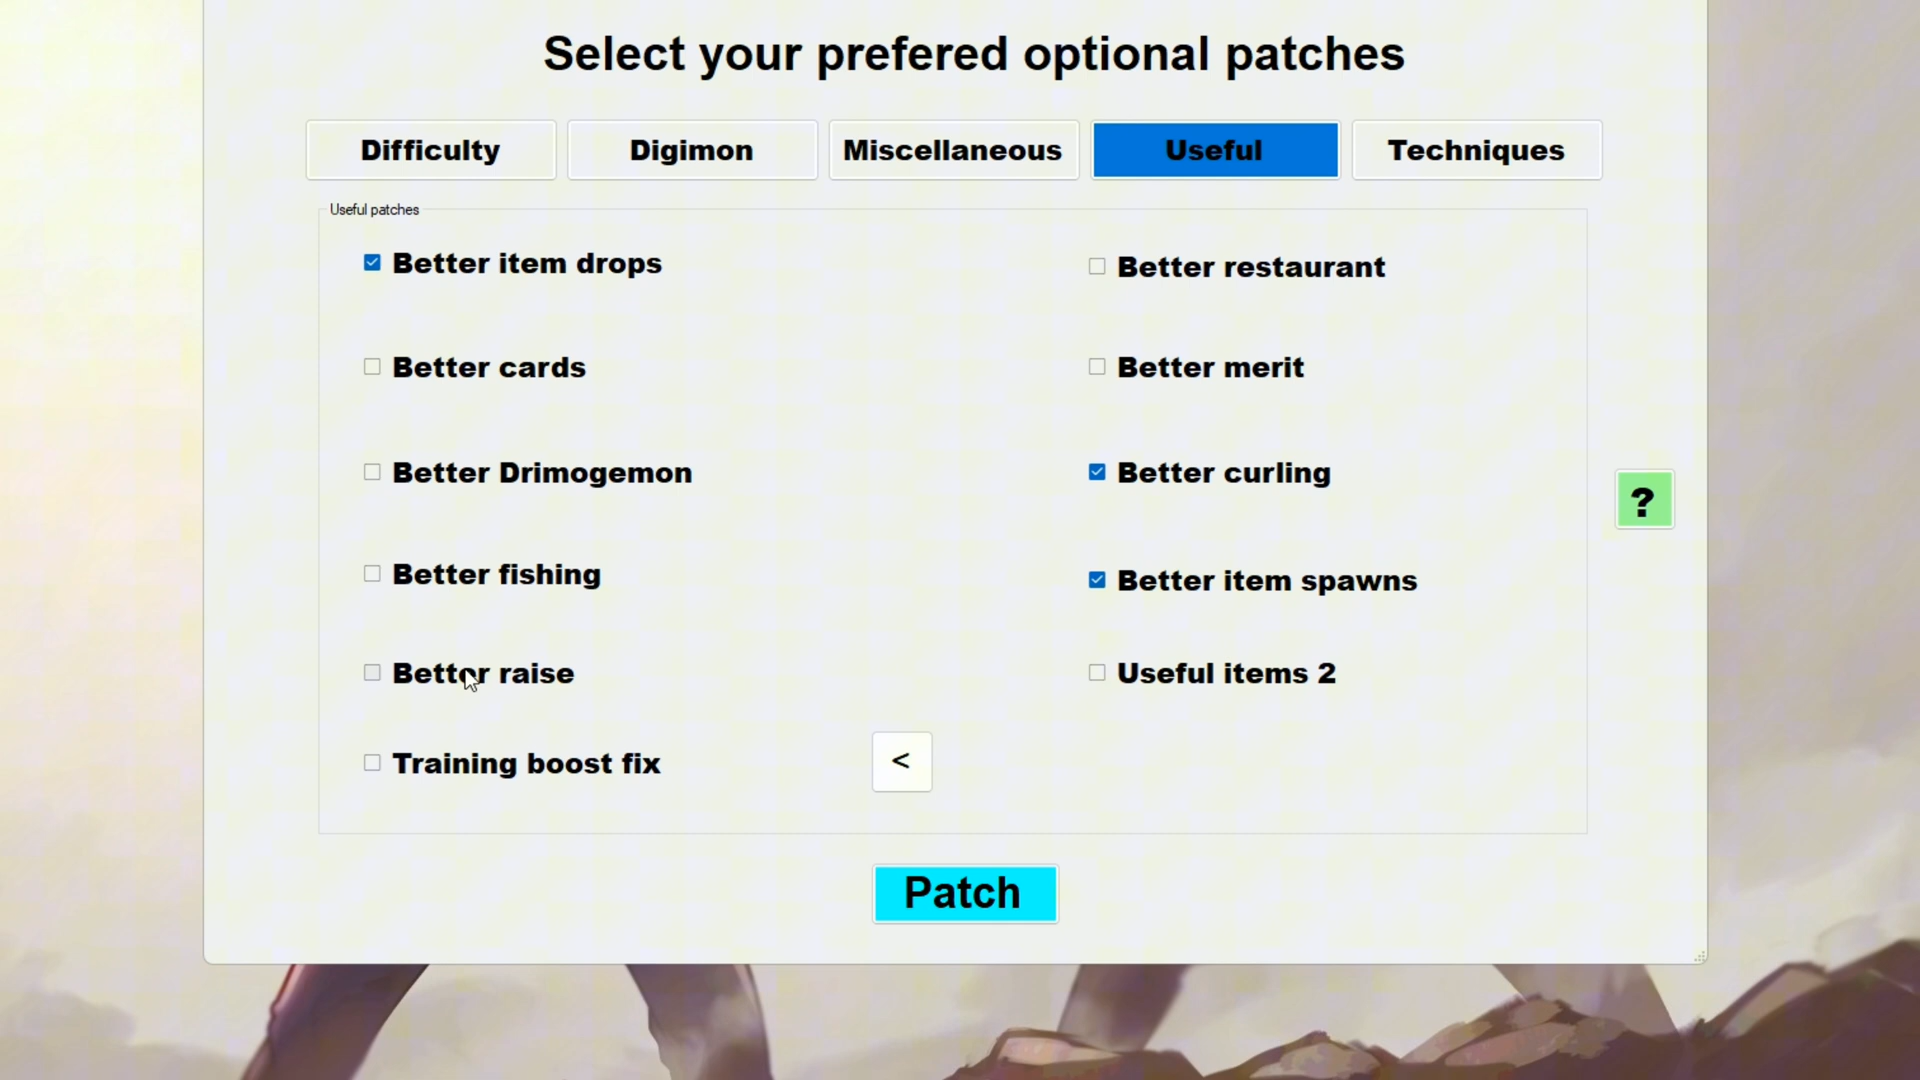 Select your prefered optional patches
Difficulty
Digimon
Miscellaneous
Useful
Techniques
Useful patches
Better item drops
Better restaurant
Better cards
Better merit
Better Drimogemon
Better curling
?
Better fishing
Better item spawns
Better raise
Useful items 2
Training boost fix
<
Patch